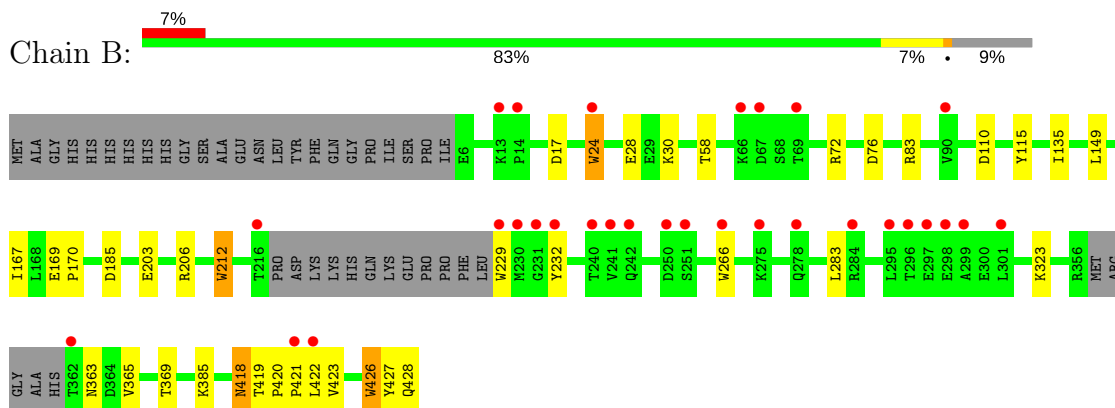 7%
Chain B:
83% 7% • 9%
MET ALA GLY HIS HIS HIS HIS HIS HIS GLY SER ALA GLU ASN LEU TYR PHE GLN GLY PRO ILE SER PRO ILE E6 K13 P14 D17 W24 E28 E29 K30 T58 K66 D67 S68 T69 R72 D76 R83 V90 D110 Y115 I135 L149
I167 L168 E169 P170 D185 E203 R206 W212 T216 PRO ASP LYS LYS HIS GLN LYS GLU PRO PRO PHE LEU W229 M230 G231 Y232 T240 V241 Q242 D250 S251 W266 K275 Q278 L283 R284 L295 T296 E297 E298 A299 E300 L301 K323 R356 MET ARG
GLY ALA HIS T362 N363 D364 V365 T369 K385 N418 T419 P420 P421 L422 V423 W426 Y427 Q428